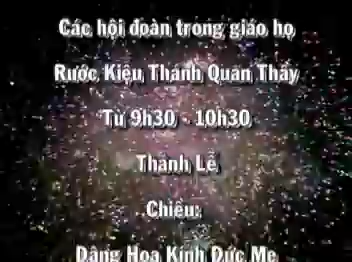 Các hội đoàn trong giáo họ
Rước Kiệu Thánh Quan Thầy
Từ 9h30 - 10h30
Thánh Lễ
Chiều:
Dâng Hoa Kính Đức Mẹ